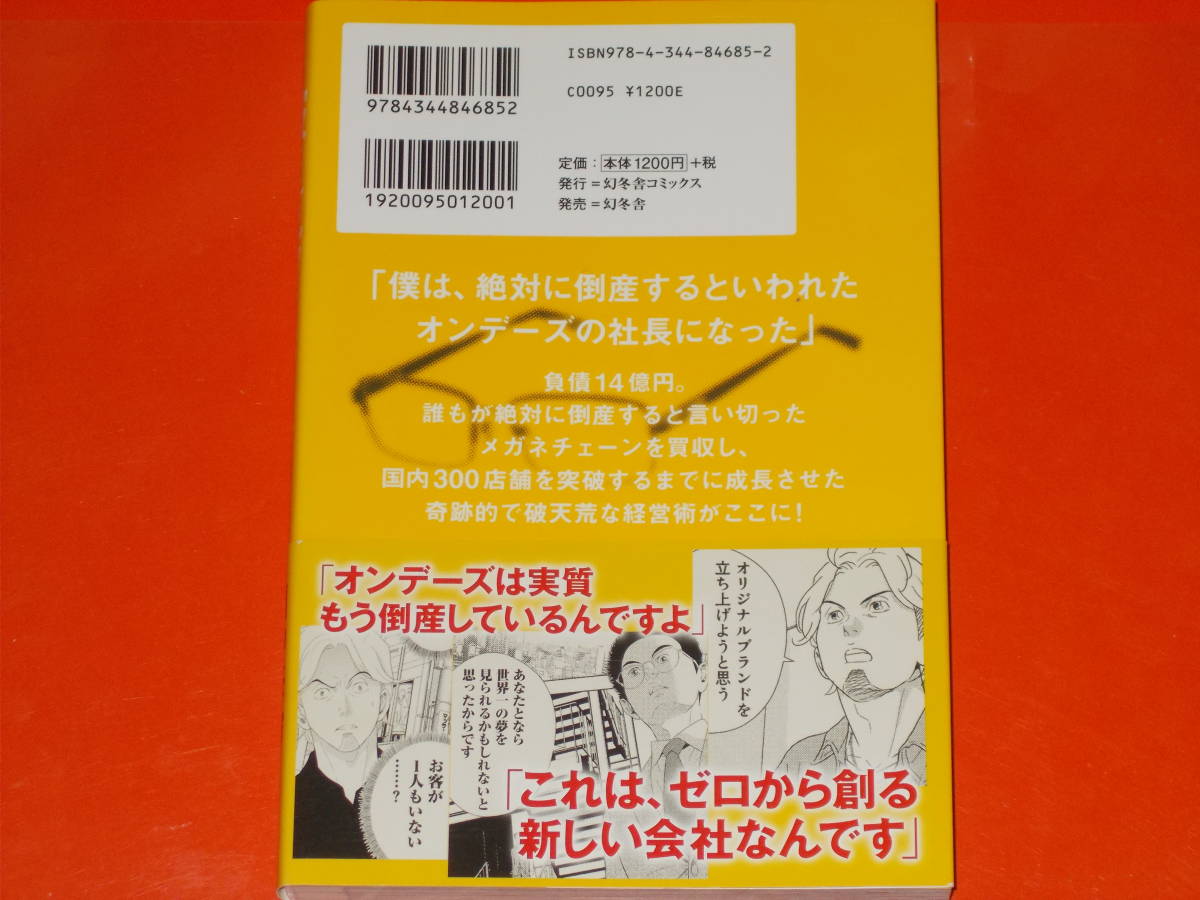 ISBN978-4-344-84685-2
9784344846852
C0095 ¥1200E
1920095012001
定価：本体1200円+税
発行＝幻冬舎コミックス
発売＝幻冬舎
「僕は、絶対に倒産するといわれた
オンデーズの社長になった」
負債14億円。
誰もが絶対に倒産すると言い切った
メガネチェーンを買収し、
国内300店舗を突破するまでに成長させた
奇跡的で破天荒な経営術がここに！
「オンデーズは実質
もう倒産しているんですよ」
オリジナルブランドを
立ち上げようと思う
あなたとなら
世界一の夢を
見られるかもしれないと
思ったからです
お客が
1人もいない
……？
「これは、ゼロから創る
新しい会社なんです」